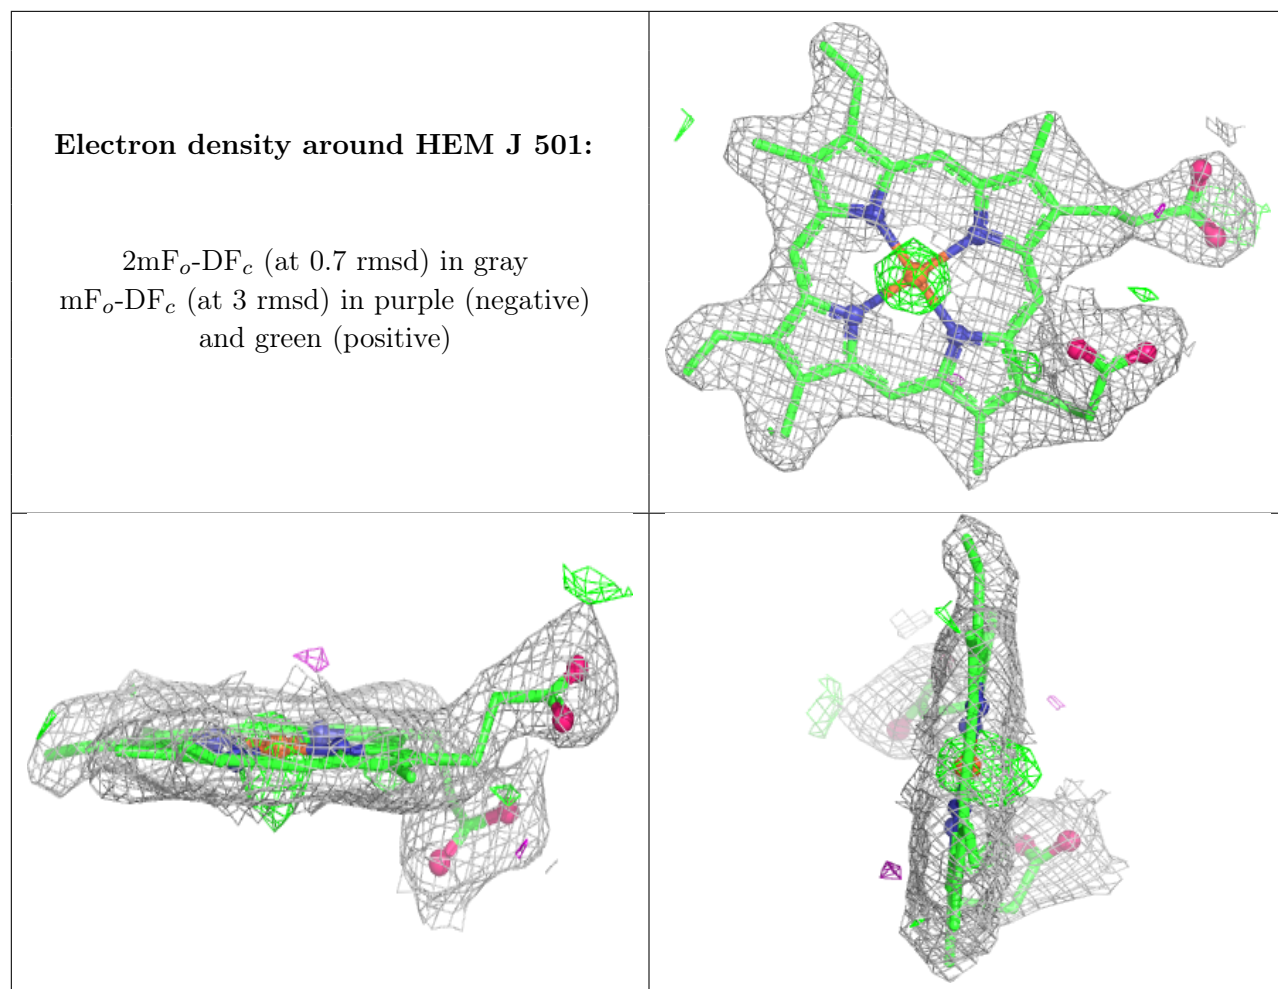 Electron density around HEM J 501:
2mFo-DFc (at 0.7 rmsd) in gray
mFo-DFc (at 3 rmsd) in purple (negative)
and green (positive)